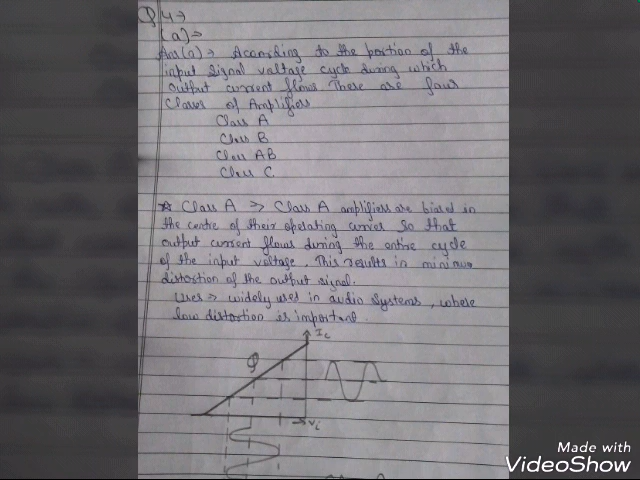 Q 4⇒
(a)⇒
Ans(a)⇒ According to the portion of the
input signal voltage cycle during which
output current flows. There are four
Classes of Amplifiers
Class A
Class B
Class AB
Class C
☆ Class A ⇒ Class A amplifiers are biased in
the centre of their operating curves so that
output current flows during the entire cycle
of the input voltage. This results in minimum
distortion of the output signal.
Uses ⇒ widely used in audio systems, where
low distortion is important.
Ic
Q
→Vi
Made with
VideoShow